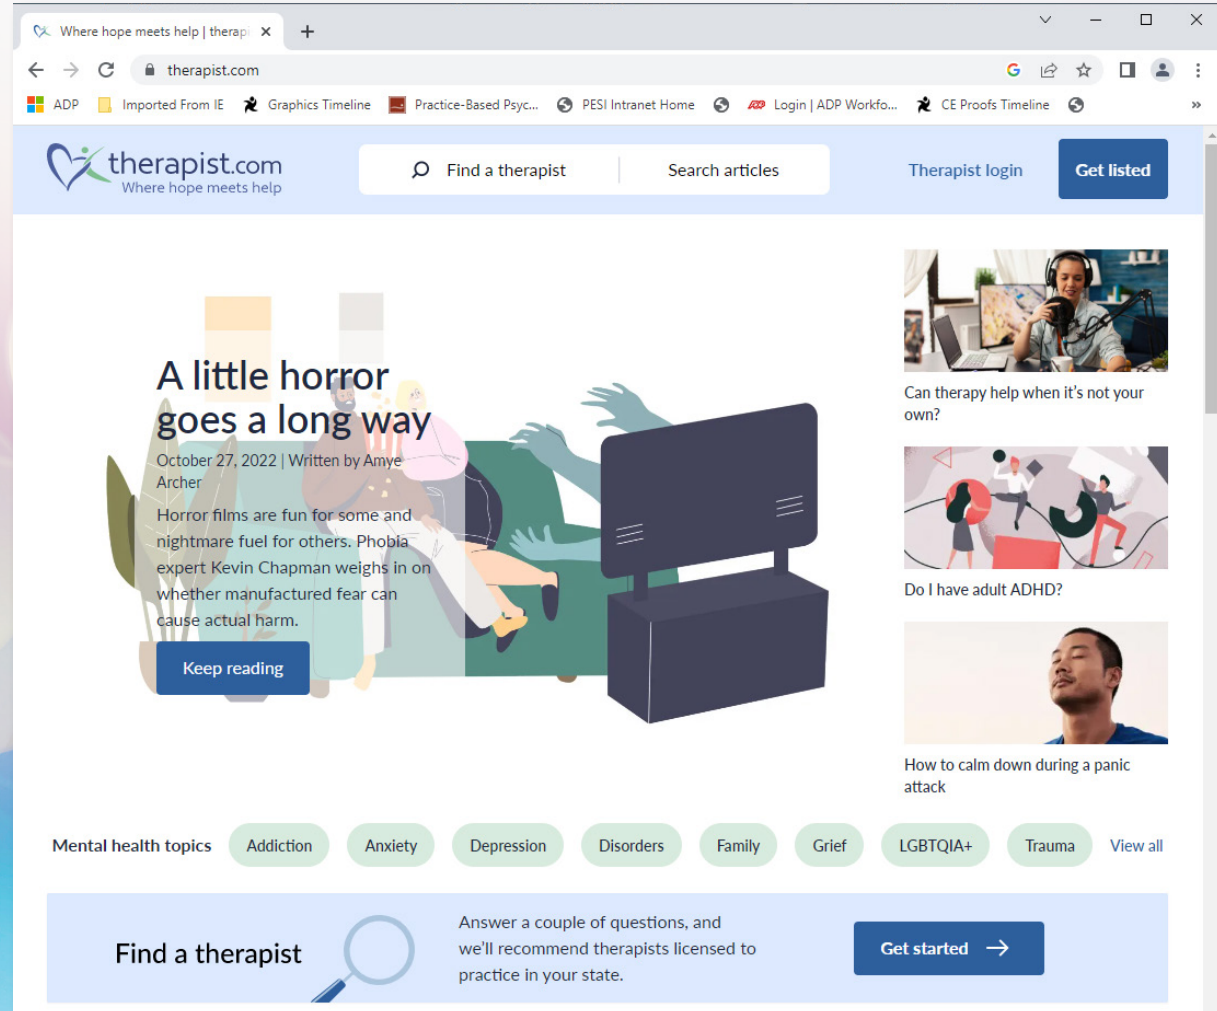 Where hope meets help | therapi
therapist.com
ADP
Imported From IE
Graphics Timeline
Practice-Based Psyc...
PESI Intranet Home
Login | ADP Workfo...
CE Proofs Timeline
therapist.com
Where hope meets help
Find a therapist
Search articles
Therapist login
Get listed
A little horror
goes a long way
October 27, 2022 | Written by Amye
Archer
Horror films are fun for some and
nightmare fuel for others. Phobia
expert Kevin Chapman weighs in on
whether manufactured fear can
cause actual harm.
Keep reading
Can therapy help when it's not your
own?
Do I have adult ADHD?
How to calm down during a panic
attack
Mental health topics
Addiction
Anxiety
Depression
Disorders
Family
Grief
LGBTQIA+
Trauma
View all
Find a therapist
Answer a couple of questions, and
we'll recommend therapists licensed to
practice in your state.
Get started